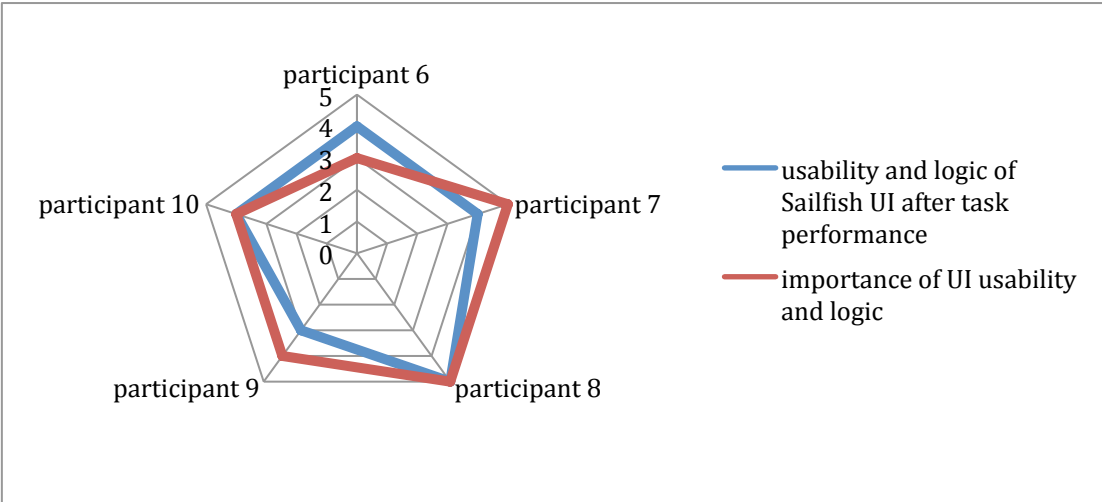 participant 6
5
4
3
2
1
0
participant 7
participant 8
participant 9
participant 10
usability and logic of
Sailfish UI after task
performance
importance of UI usability
and logic